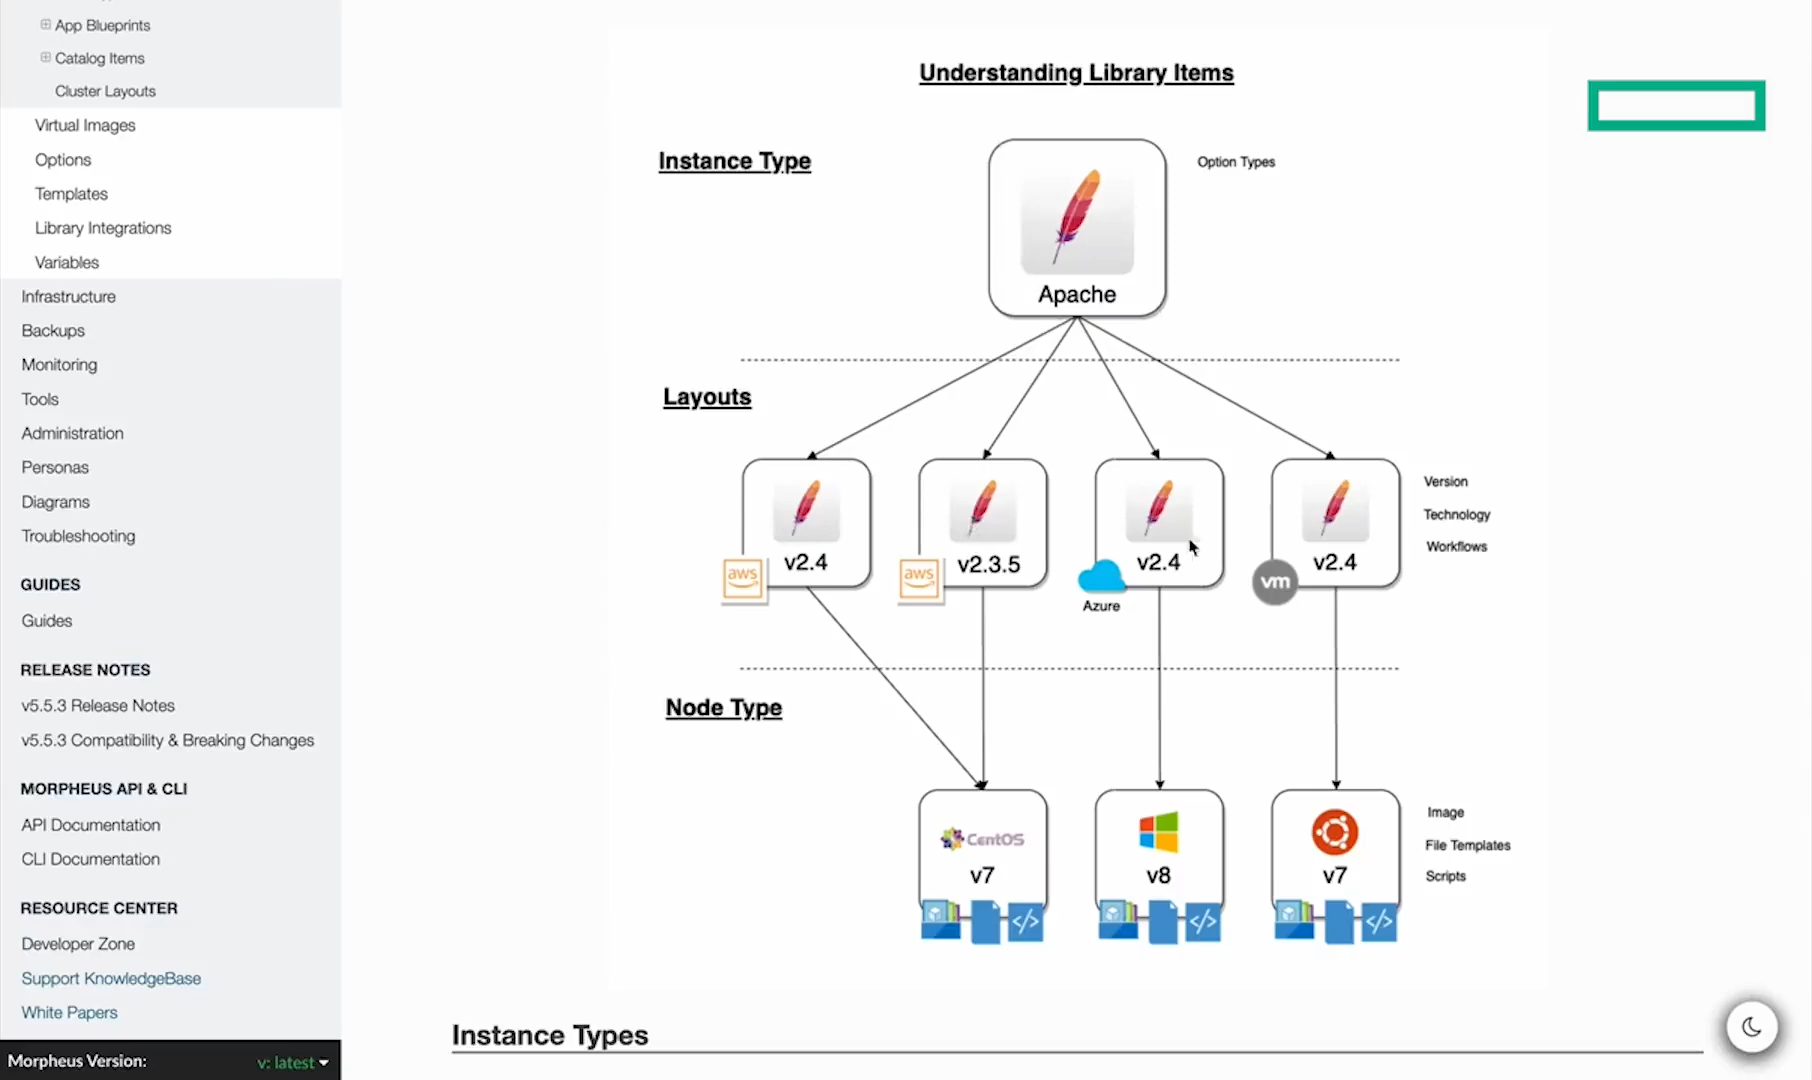 App Blueprints
Catalog Items
Cluster Layouts
Virtual Images
Options
Templates
Library Integrations
Variables
Infrastructure
Backups
Monitoring
Tools
Administration
Personas
Diagrams
Troubleshooting
GUIDES
Guides
RELEASE NOTES
v5.5.3 Release Notes
v5.5.3 Compatibility & Breaking Changes
MORPHEUS API & CLI
API Documentation
CLI Documentation
RESOURCE CENTER
Developer Zone
Support KnowledgeBase
White Papers
Morpheus Version: v: latest
Understanding Library Items
Instance Type
Option Types
Apache
Layouts
v2.4
aws
v2.3.5
aws
v2.4
Azure
v2.4
vm
Version
Technology
Workflows
Node Type
CentOS
v7
v8
v7
Image
File Templates
Scripts
</>
</>
</>
Instance Types